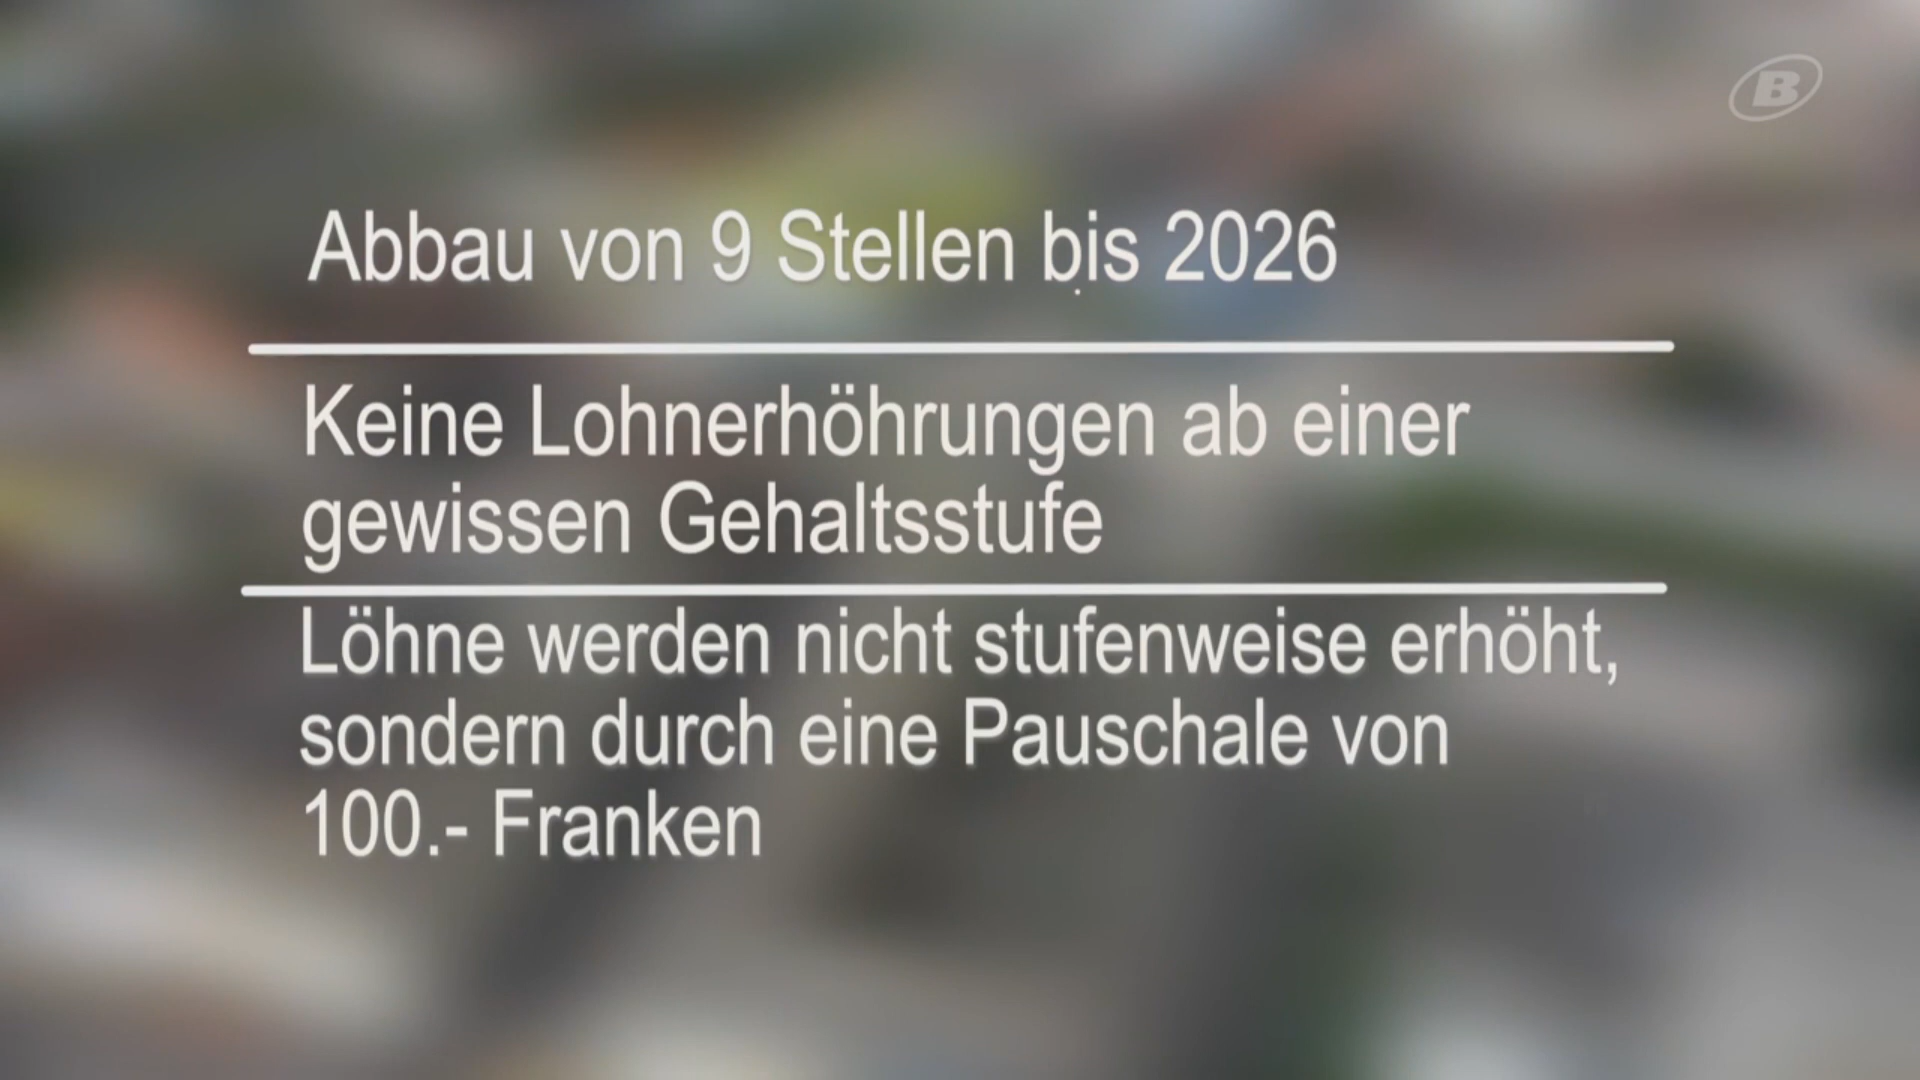 B
Abbau von 9 Stellen bis 2026
Keine Lohnerhöhrungen ab einer
gewissen Gehaltsstufe
Löhne werden nicht stufenweise erhöht,
sondern durch eine Pauschale von
100.- Franken